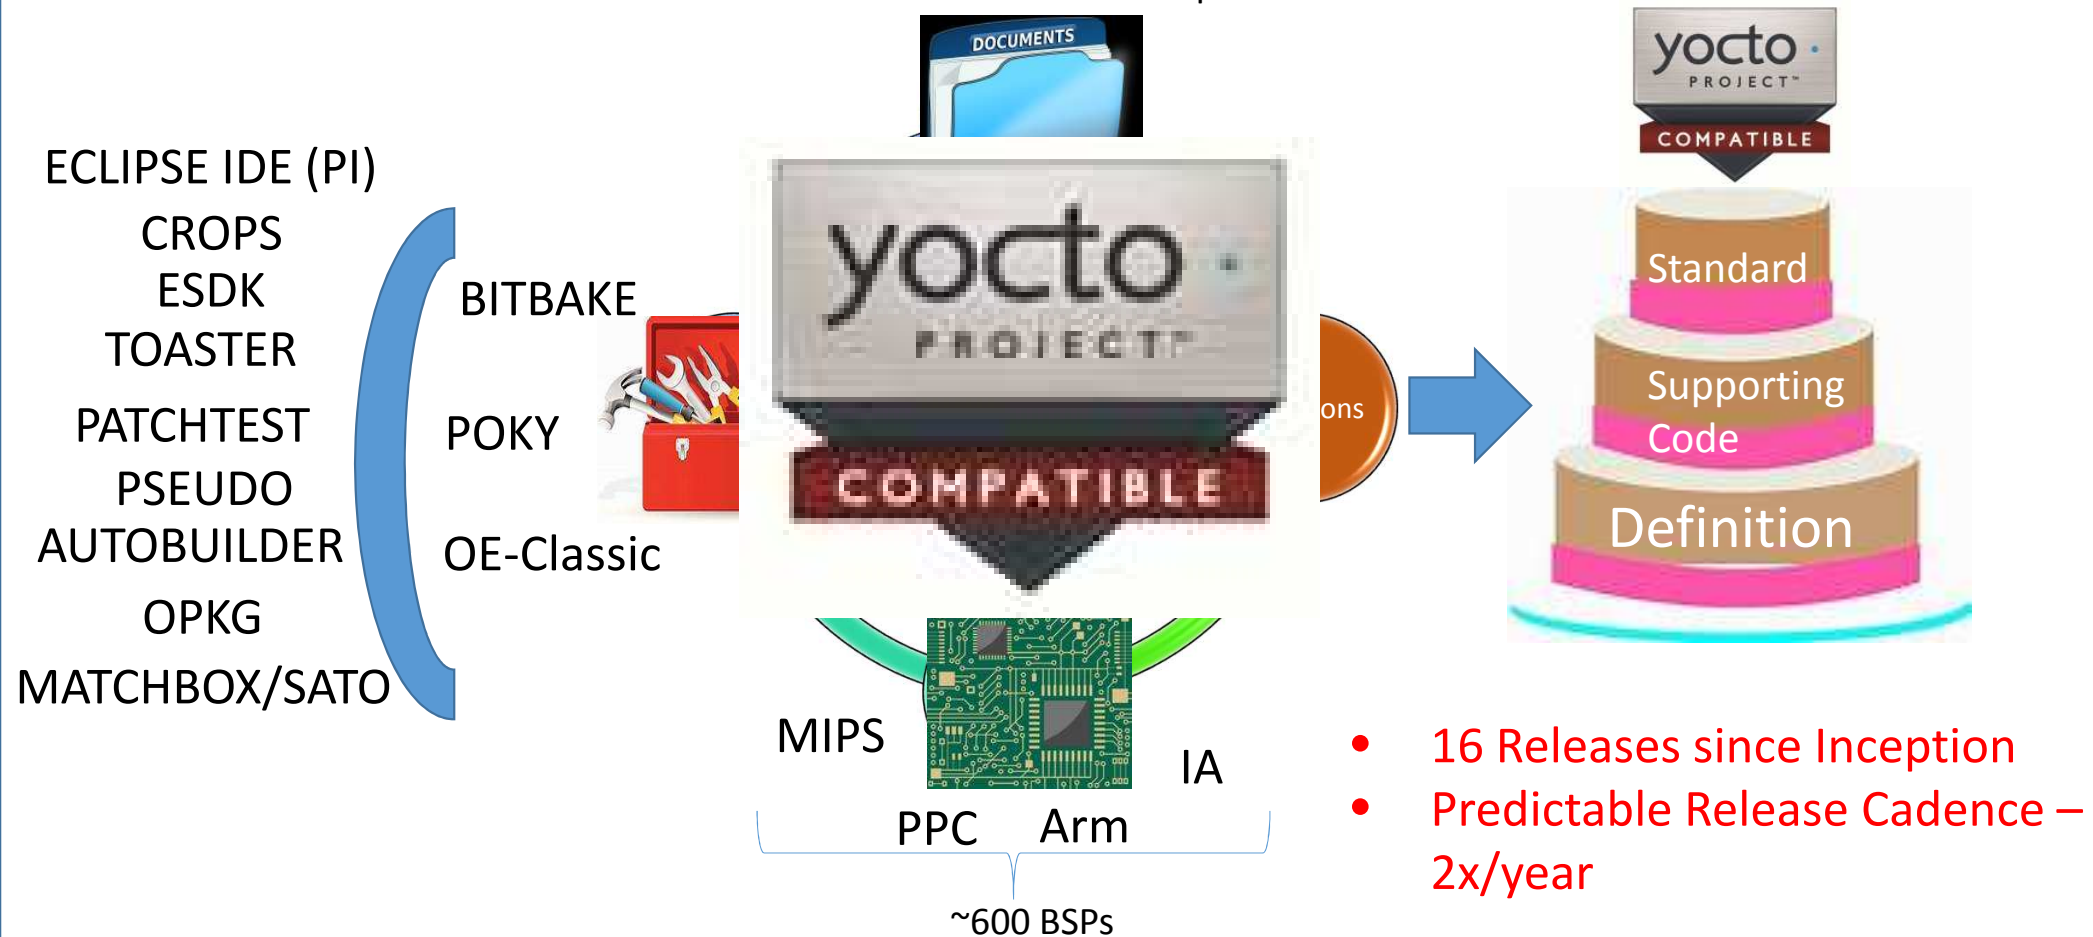 DOCUMENTS
yocto
PROJECT™
COMPATIBLE
ECLIPSE IDE (PI)
CROPS
ESDK
TOASTER
PATCHTEST
PSEUDO
AUTOBUILDER
OPKG
MATCHBOX/SATO
BITBAKE
POKY
OE-Classic
yocto
PROJECT™
COMPATIBLE
ons
Standard
Supporting
Code
Definition
MIPS
IA
PPC
Arm
~600 BSPs
• 16 Releases since Inception
• Predictable Release Cadence –
2x/year